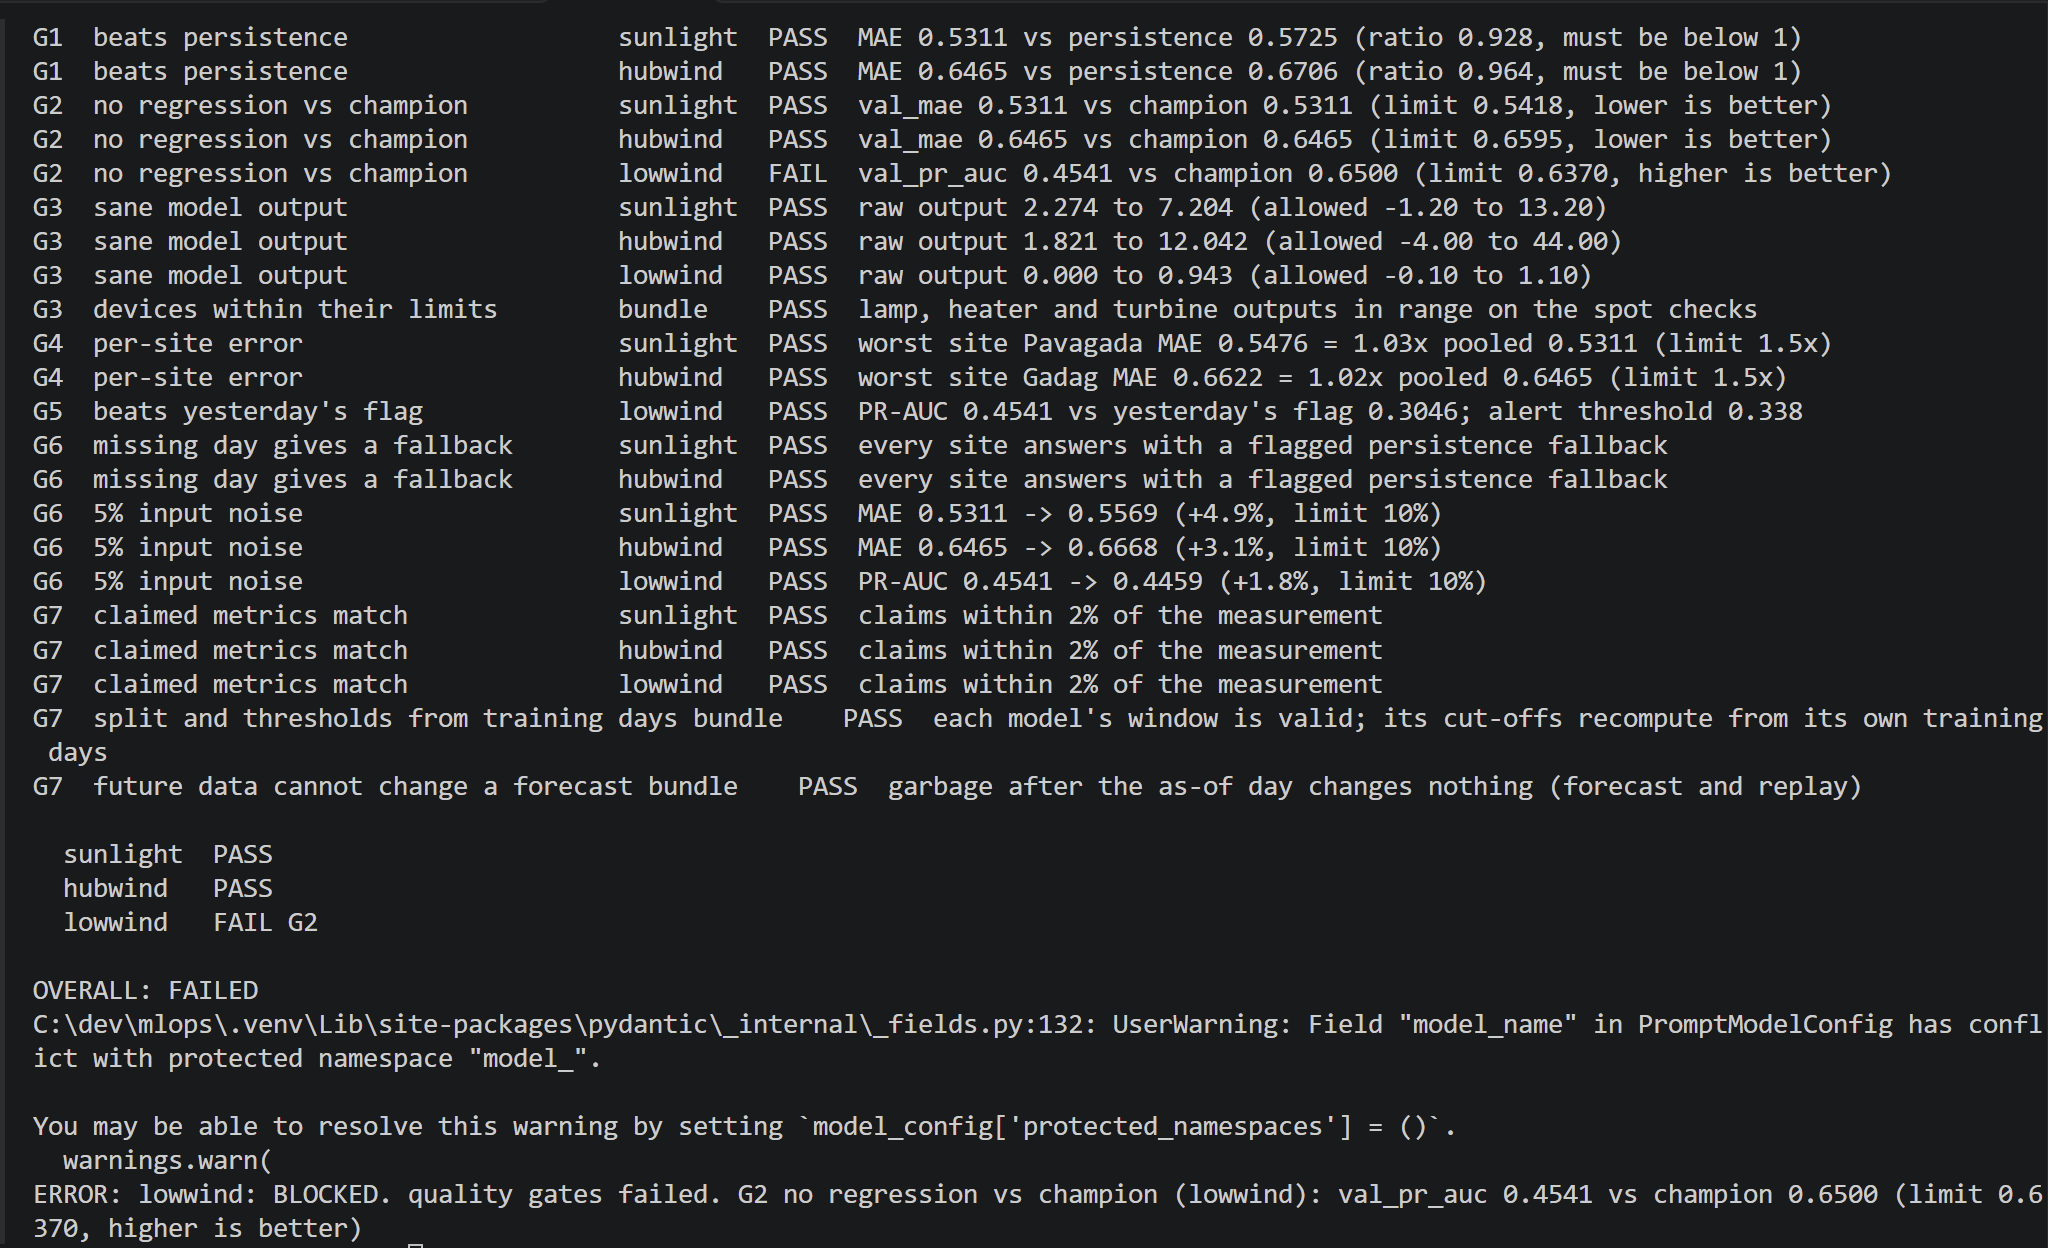 G1  beats persistence                  sunlight  PASS  MAE 0.5311 vs persistence 0.5725 (ratio 0.928, must be below 1)
G1  beats persistence                  hubwind   PASS  MAE 0.6465 vs persistence 0.6706 (ratio 0.964, must be below 1)
G2  no regression vs champion          sunlight  PASS  val_mae 0.5311 vs champion 0.5311 (limit 0.5418, lower is better)
G2  no regression vs champion          hubwind   PASS  val_mae 0.6465 vs champion 0.6465 (limit 0.6595, lower is better)
G2  no regression vs champion          lowwind   FAIL  val_pr_auc 0.4541 vs champion 0.6500 (limit 0.6370, higher is better)
G3  sane model output                  sunlight  PASS  raw output 2.274 to 7.204 (allowed -1.20 to 13.20)
G3  sane model output                  hubwind   PASS  raw output 1.821 to 12.042 (allowed -4.00 to 44.00)
G3  sane model output                  lowwind   PASS  raw output 0.000 to 0.943 (allowed -0.10 to 1.10)
G3  devices within their limits        bundle    PASS  lamp, heater and turbine outputs in range on the spot checks
G4  per-site error                     sunlight  PASS  worst site Pavagada MAE 0.5476 = 1.03x pooled 0.5311 (limit 1.5x)
G4  per-site error                     hubwind   PASS  worst site Gadag MAE 0.6622 = 1.02x pooled 0.6465 (limit 1.5x)
G5  beats yesterday's flag             lowwind   PASS  PR-AUC 0.4541 vs yesterday's flag 0.3046; alert threshold 0.338
G6  missing day gives a fallback       sunlight  PASS  every site answers with a flagged persistence fallback
G6  missing day gives a fallback       hubwind   PASS  every site answers with a flagged persistence fallback
G6  5% input noise                     sunlight  PASS  MAE 0.5311 -> 0.5569 (+4.9%, limit 10%)
G6  5% input noise                     hubwind   PASS  MAE 0.6465 -> 0.6668 (+3.1%, limit 10%)
G6  5% input noise                     lowwind   PASS  PR-AUC 0.4541 -> 0.4459 (+1.8%, limit 10%)
G7  claimed metrics match              sunlight  PASS  claims within 2% of the measurement
G7  claimed metrics match              hubwind   PASS  claims within 2% of the measurement
G7  claimed metrics match              lowwind   PASS  claims within 2% of the measurement
G7  split and thresholds from training days bundle    PASS  each model's window is valid; its cut-offs recompute from its own training
 days
G7  future data cannot change a forecast bundle    PASS  garbage after the as-of day changes nothing (forecast and replay)
  sunlight  PASS
  hubwind   PASS
  lowwind   FAIL G2
OVERALL: FAILED
C:\dev\mlops\.venv\Lib\site-packages\pydantic\_internal\_fields.py:132: UserWarning: Field "model_name" in PromptModelConfig has confl
ict with protected namespace "model_".
You may be able to resolve this warning by setting `model_config['protected_namespaces'] = ()`.
  warnings.warn(
ERROR: lowwind: BLOCKED. quality gates failed. G2 no regression vs champion (lowwind): val_pr_auc 0.4541 vs champion 0.6500 (limit 0.6
370, higher is better)